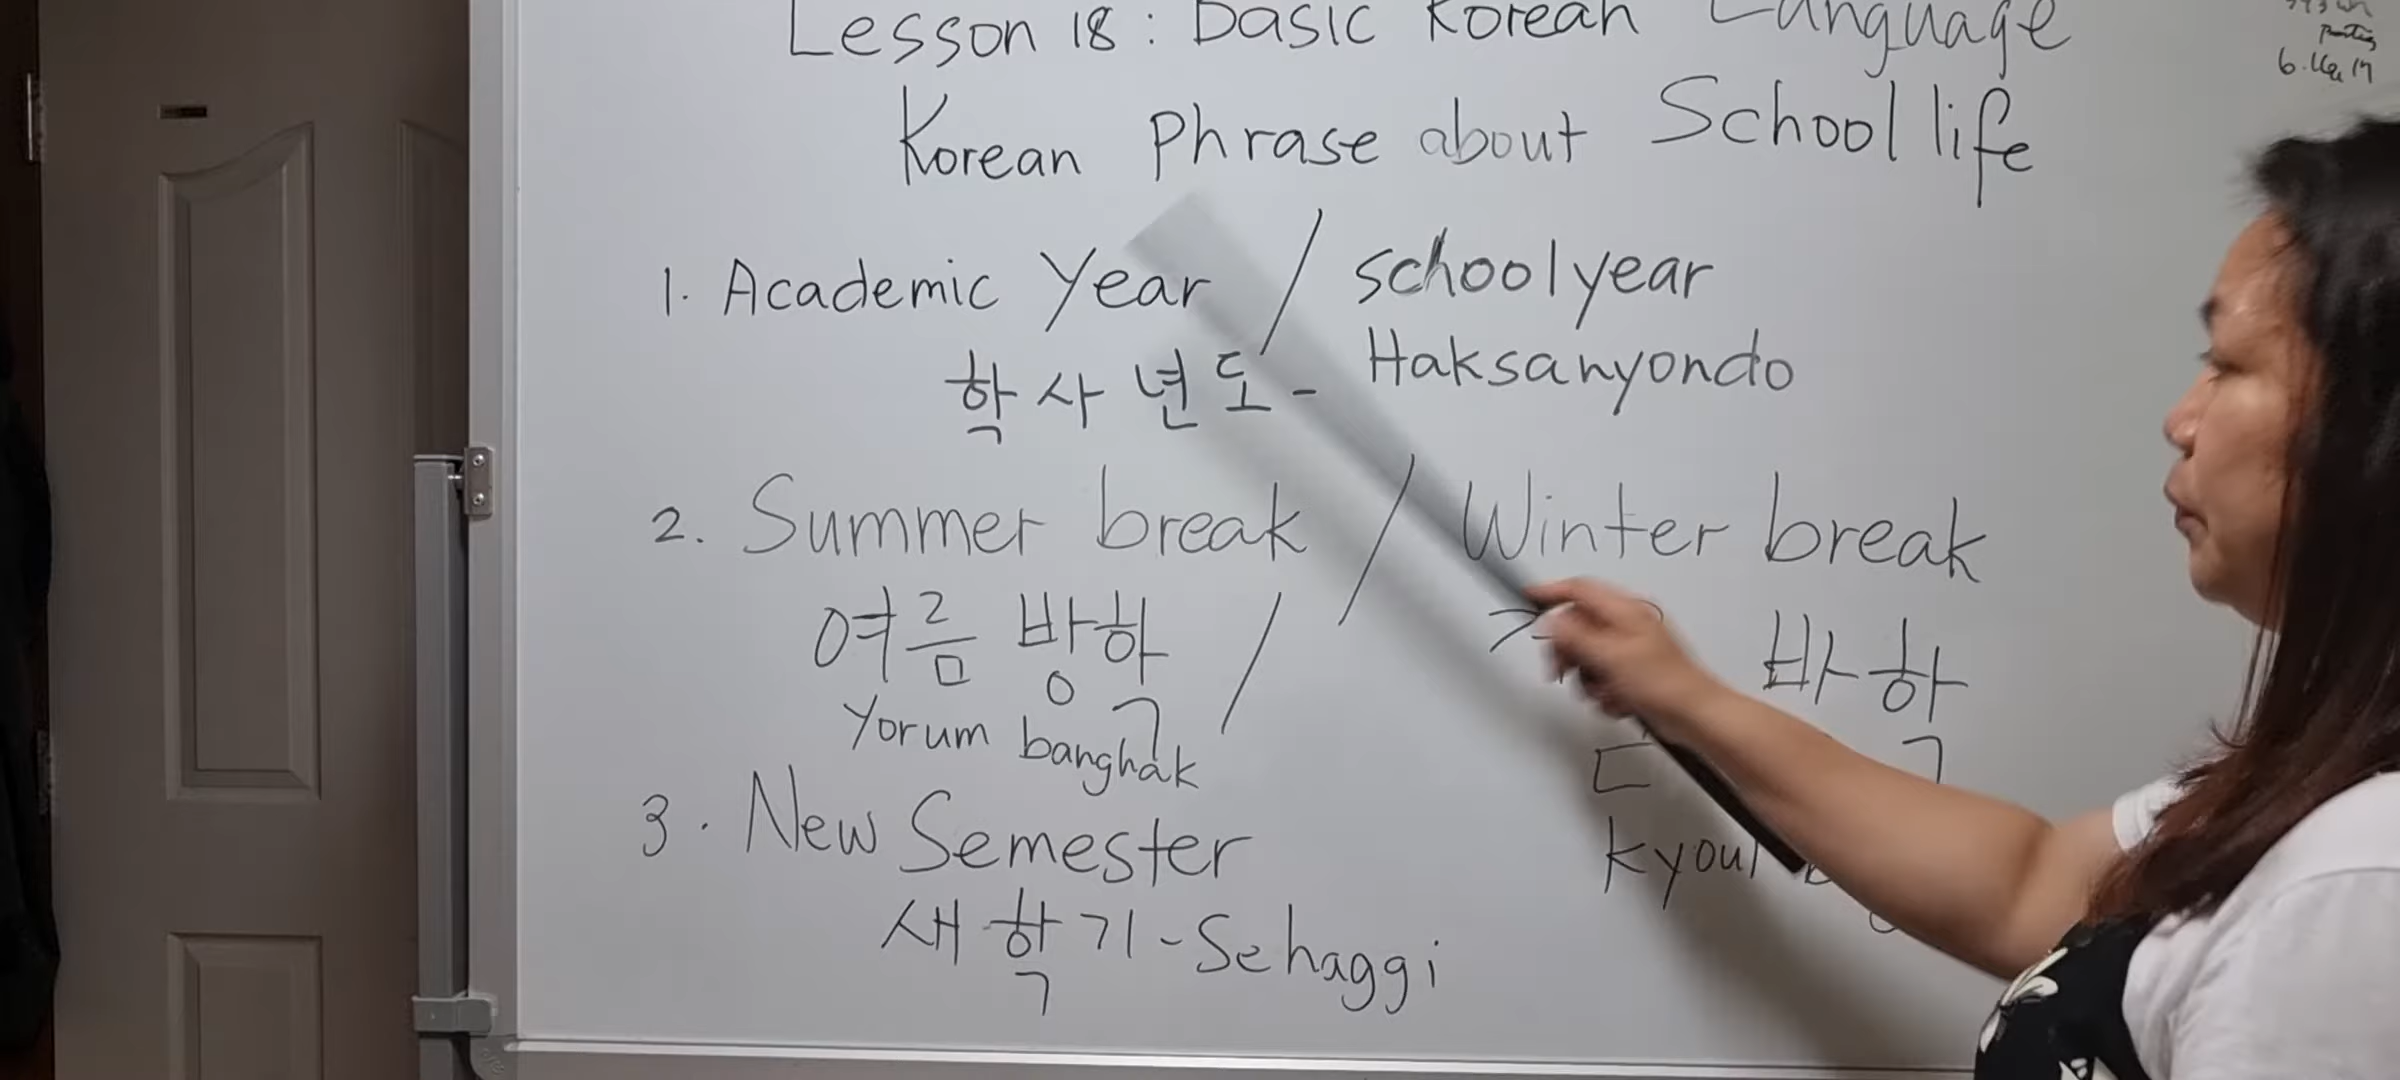 Lesson 18: Basic Korean Language
Korean Phrase about School life
1. Academic Year / school year
학사년도 - Haksanyondo
2. Summer break / Winter break
여름 방학 / 방학
Yorum banghak
kyoul
3. New Semester
새학기 - Sehaggi